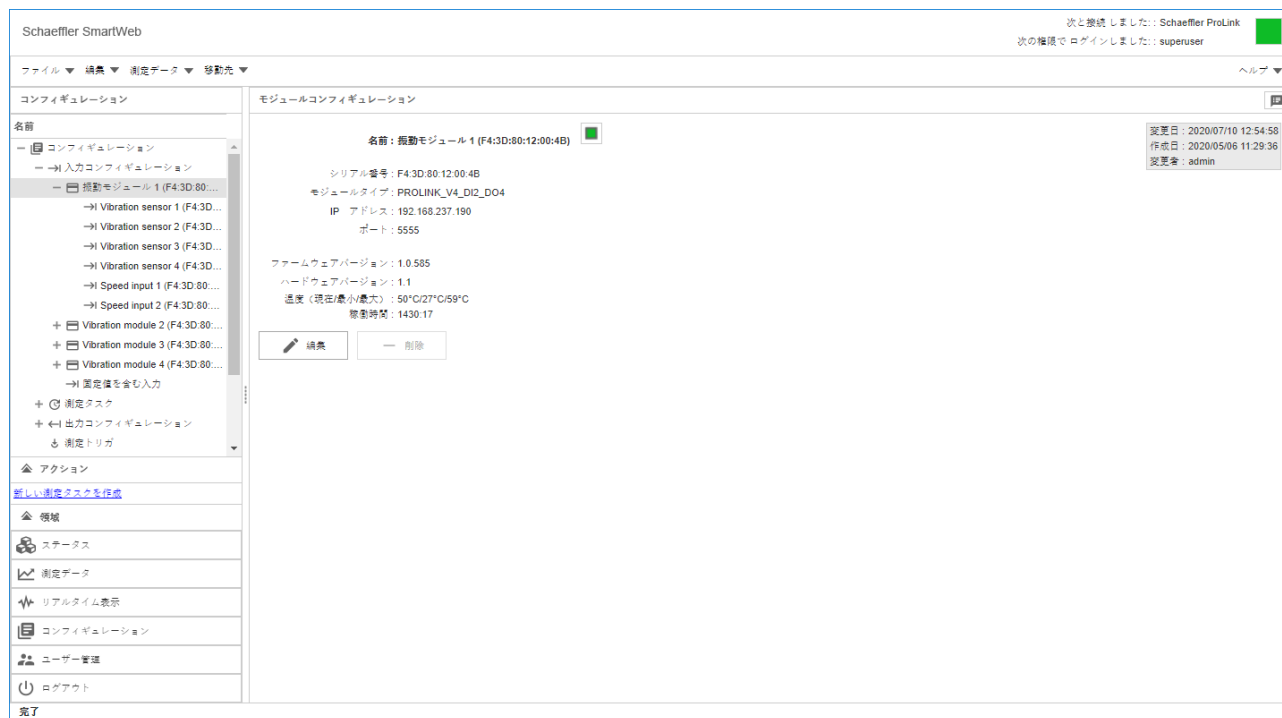 Schaeffler SmartWeb
次と接続 しました: : Schaeffler ProLink
次の権限で ログインしました: : superuser
ファイル ▼ 編集 ▼ 測定データ ▼ 移動先 ▼
ヘルプ ▼
コンフィギュレーション
モジュールコンフィギュレーション
名前
コンフィギュレーション
入力コンフィギュレーション
振動モジュール 1 (F4:3D:80:...
Vibration sensor 1 (F4:3D...
Vibration sensor 2 (F4:3D...
Vibration sensor 3 (F4:3D...
Vibration sensor 4 (F4:3D...
Speed input 1 (F4:3D:80:...
Speed input 2 (F4:3D:80:...
Vibration module 2 (F4:3D:80:...
Vibration module 3 (F4:3D:80:...
Vibration module 4 (F4:3D:80:...
固定値を含む入力
測定タスク
出力コンフィギュレーション
測定トリガ
名前 : 振動モジュール 1 (F4:3D:80:12:00:4B)
シリアル番号 : F4:3D:80:12:00:4B
モジュールタイプ : PROLINK_V4_DI2_DO4
IP アドレス : 192.168.237.190
ポート : 5555
ファームウェアバージョン : 1.0.585
ハードウェアバージョン : 1.1
温度（現在/最小/最大） : 50°C/27°C/59°C
稼働時間 : 1430:17
編集
削除
変更日 : 2020/07/10 12:54:58
作成日 : 2020/05/06 11:29:36
変更者 : admin
アクション
新しい測定タスクを作成
領域
ステータス
測定データ
リアルタイム表示
コンフィギュレーション
ユーザー管理
ログアウト
完了